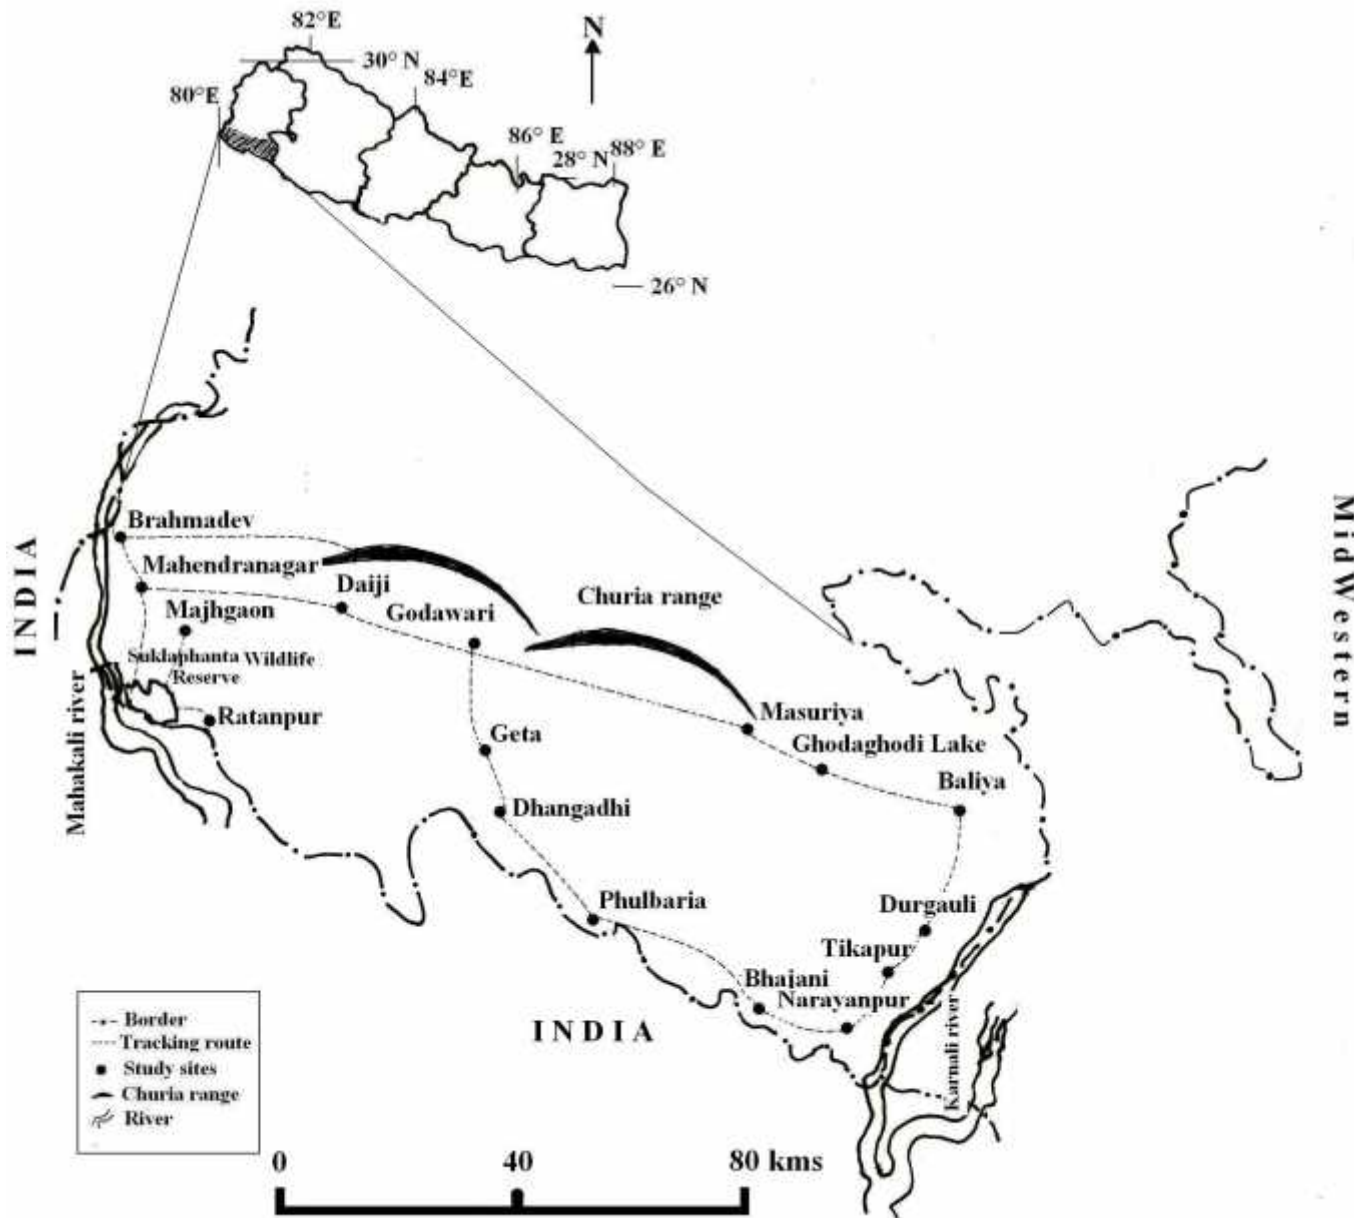 82°E
N
30° N
84°E
80°E
86° E
28° N
88° E
26° N
Brahmadev
Mahendranagar
Daiji
Majhgaon
Godawari
Churia range
Suklaphanta Wildlife
Reserve
Ratanpur
INDIA
Mahakali river
MidWestern
Masuriya
Geta
Ghodaghodi Lake
Baliya
Dhangadhi
Phulbaria
Durgauli
Tikapur
Bhajani
Narayanpur
INDIA
Karnali river
Border
Tracking route
Study sites
Churia range
River
0 40 80 kms